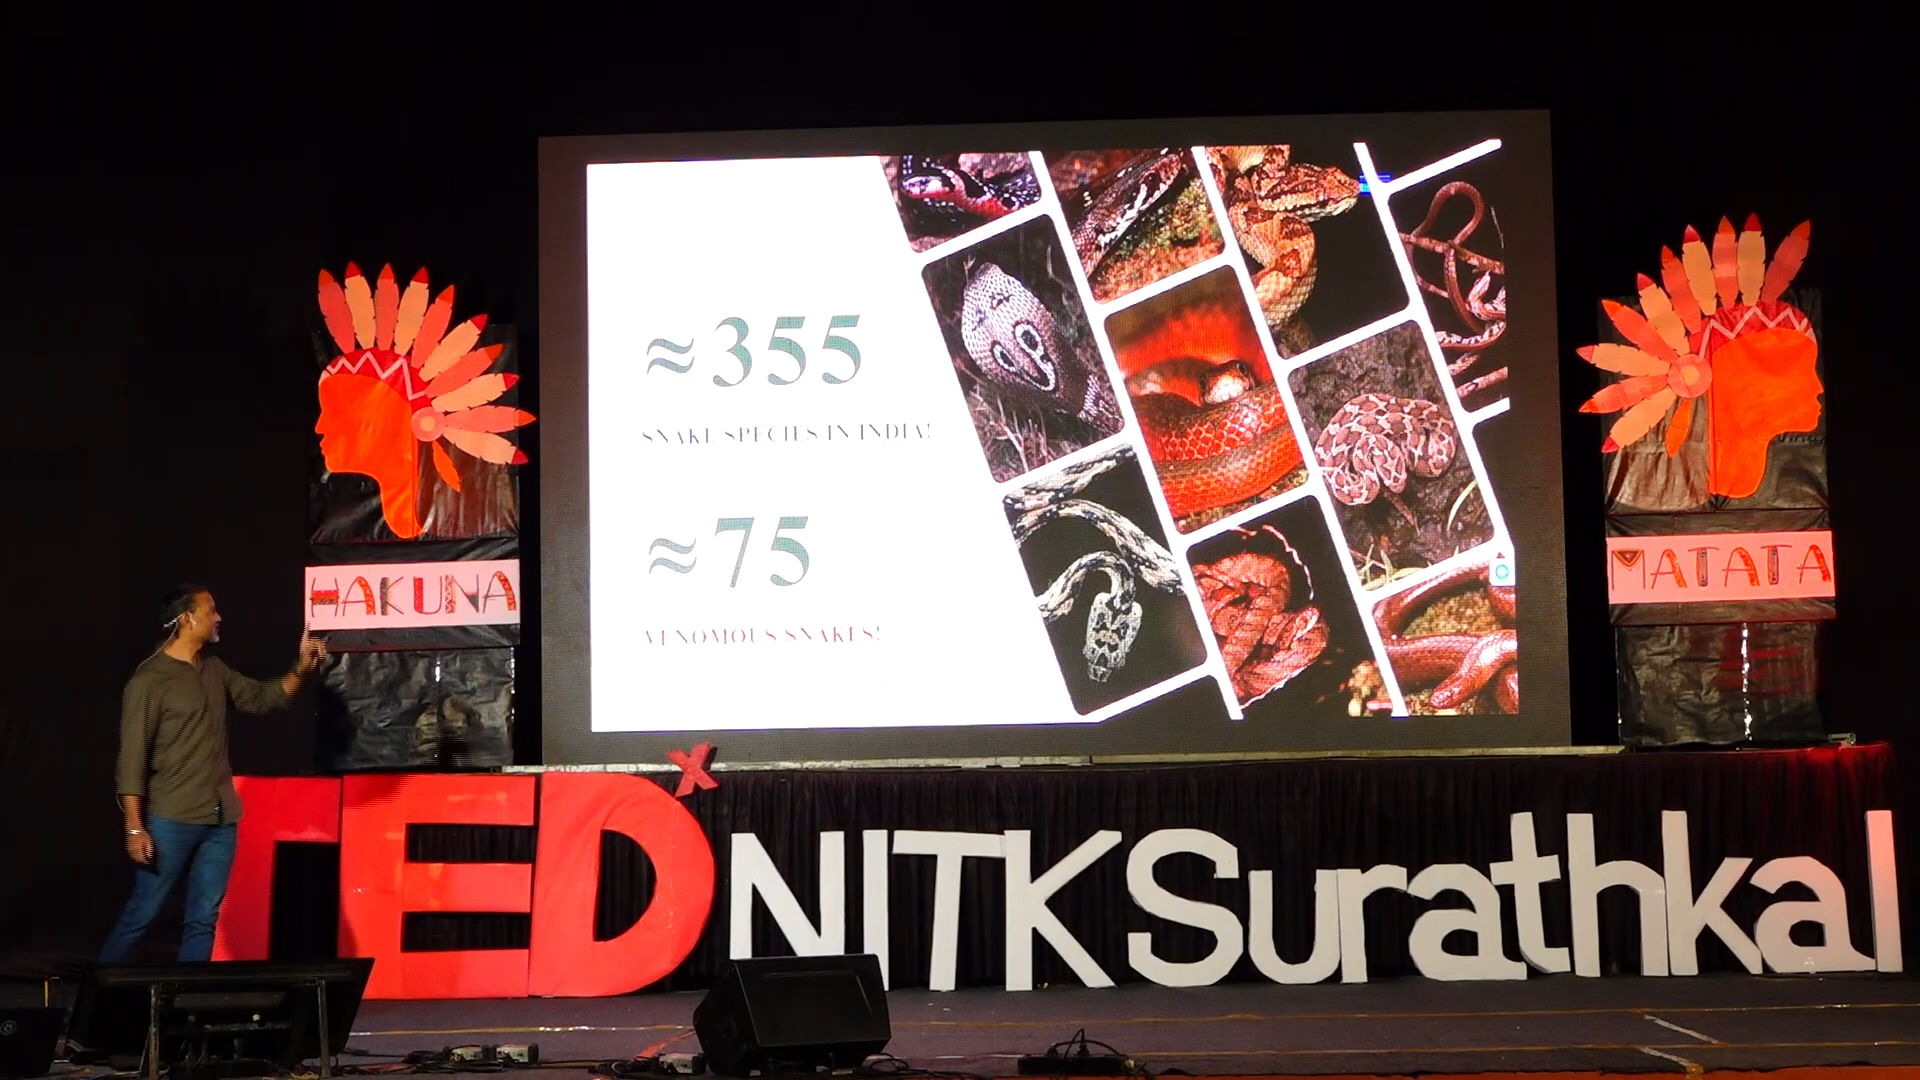 ≈355
SNAKE SPECIES IN INDIA!
≈75
VENOMOUS SNAKES!
HAKUNA
MATATA
TEDx NITKSurathkal